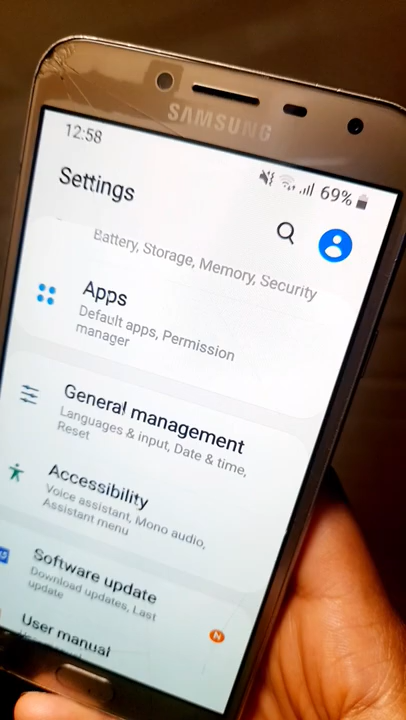 SAMSUNG
12:58
69%
Settings
Battery, Storage, Memory, Security
Apps
Default apps, Permission
manager
General management
Languages & input, Date & time,
Reset
Accessibility
Voice assistant, Mono audio,
Assistant menu
Software update
Download updates, Last
update
N
User manual